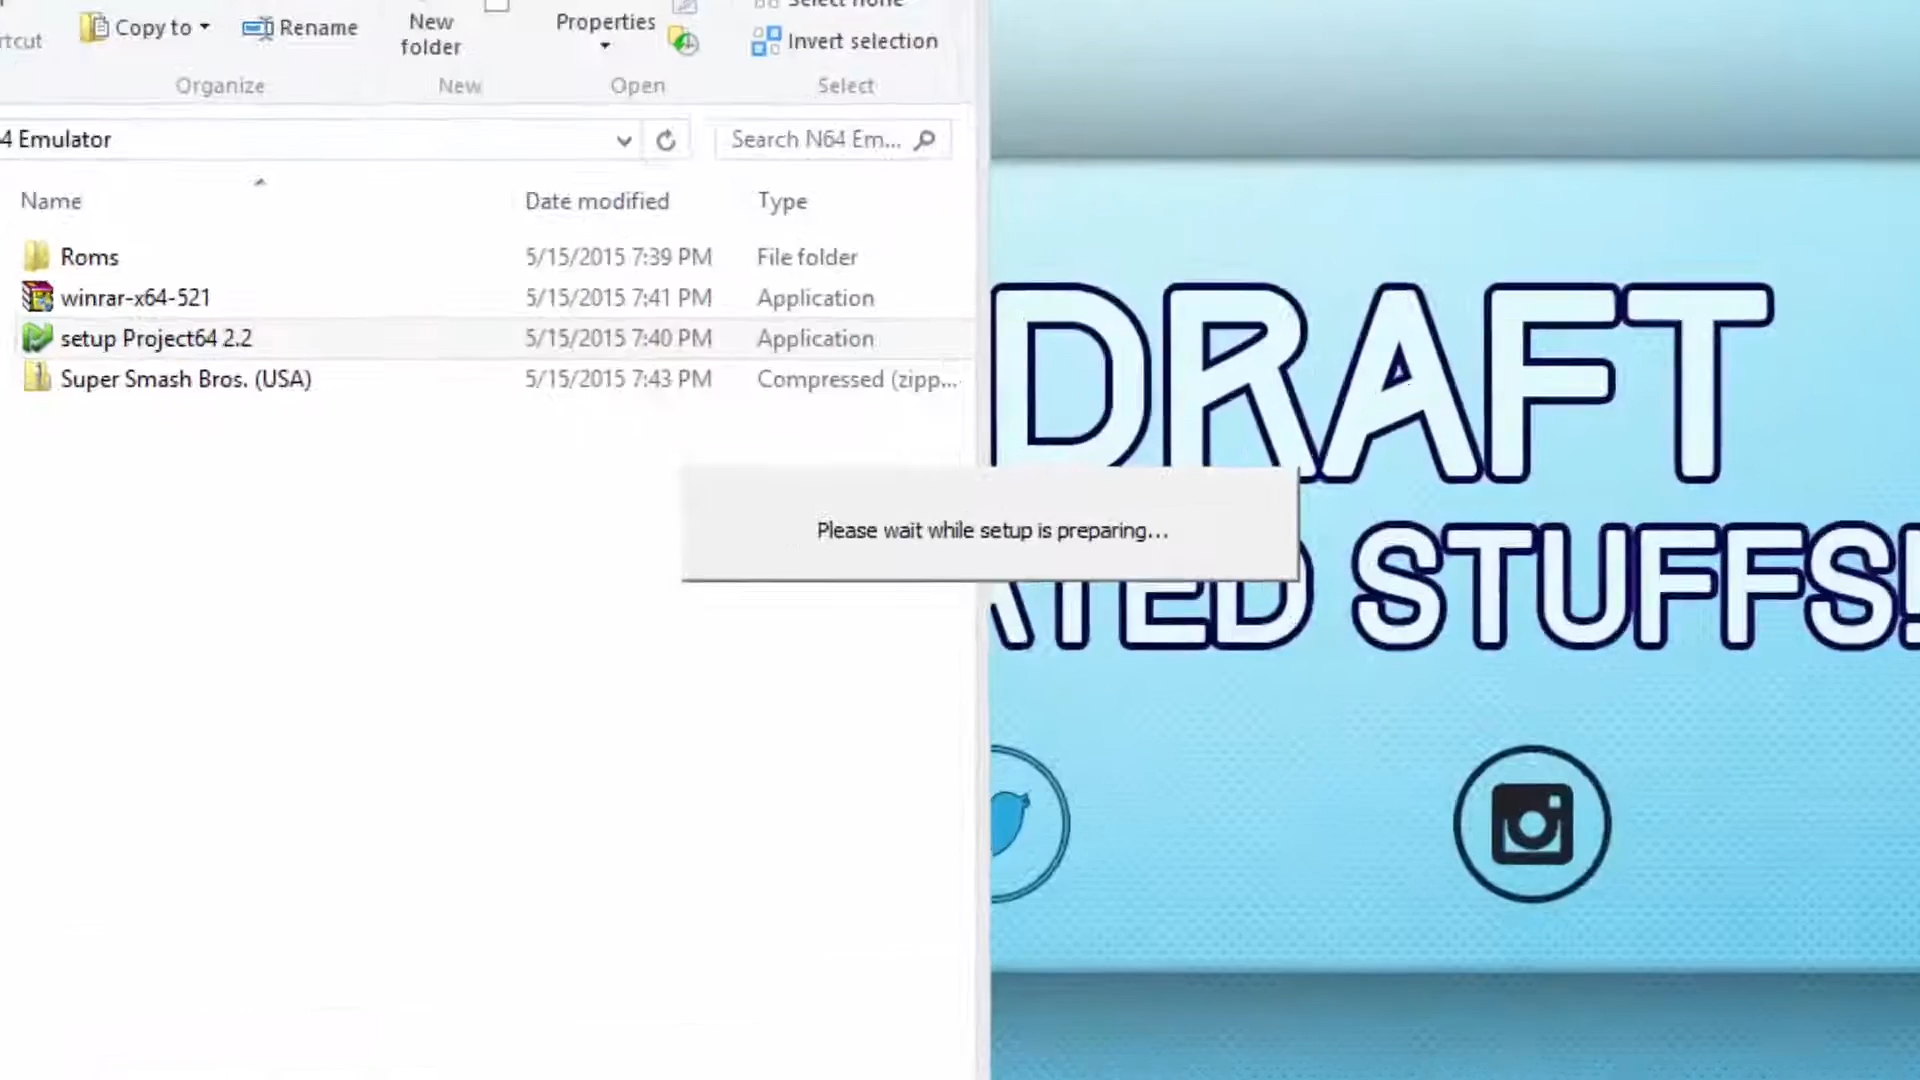 Select none
Copy to
Rename
New
folder
Properties
Invert selection
Organize
New
Open
Select
4 Emulator
Search N64 Em...
Name
Date modified
Type
Roms
5/15/2015 7:39 PM
File folder
winrar-x64-521
5/15/2015 7:41 PM
Application
setup Project64 2.2
5/15/2015 7:40 PM
Application
Super Smash Bros. (USA)
5/15/2015 7:43 PM
Compressed (zipp...
DRAFT
Please wait while setup is preparing...
STUFFS!